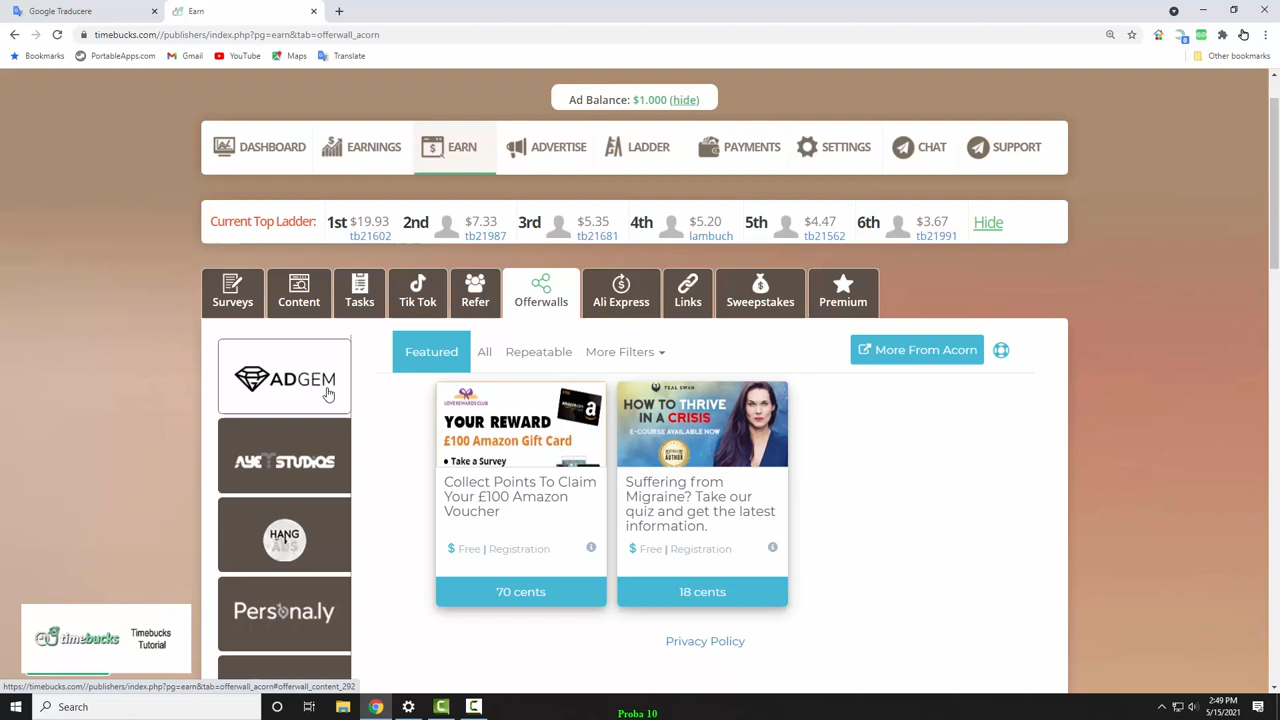 Google Traducere
Earn
timebucks.com//publishers/index.php?pg=earn&tab=offerwall_acorn
Bookmarks
PortableApps.com
Gmail
YouTube
Maps
Translate
Other bookmarks
Ad Balance: $1.000 (hide)
DASHBOARD
EARNINGS
EARN
ADVERTISE
LADDER
PAYMENTS
SETTINGS
CHAT
SUPPORT
Current Top Ladder:
1st $19.93
tb21602
2nd $7.33
tb21987
3rd $5.35
tb21681
4th $5.20
lambuch
5th $4.47
tb21562
6th $3.67
tb21991
Hide
Surveys
Content
Tasks
Tik Tok
Refer
Offerwalls
Ali Express
Links
Sweepstakes
Premium
ADGEM
AYET STUDIOS
HANG
ADS
Persona.ly
Featured
All
Repeatable
More Filters
More From Acorn
LOVEREWARDS.CLUB
YOUR REWARD
£100 Amazon Gift Card
• Take a Survey
Collect Points To Claim
Your £100 Amazon
Voucher
$ Free | Registration
70 cents
TEAL SWAN
HOW TO THRIVE
IN A CRISIS
E-COURSE AVAILABLE NOW
Suffering from
Migraine? Take our
quiz and get the latest
information.
$ Free | Registration
18 cents
Privacy Policy
timebucks
Timebucks
Tutorial
https://timebucks.com//publishers/index.php?pg=earn&tab=offerwall_acorn#offerwall_content_292
Search
Proba 10
2:49 PM
5/15/2021